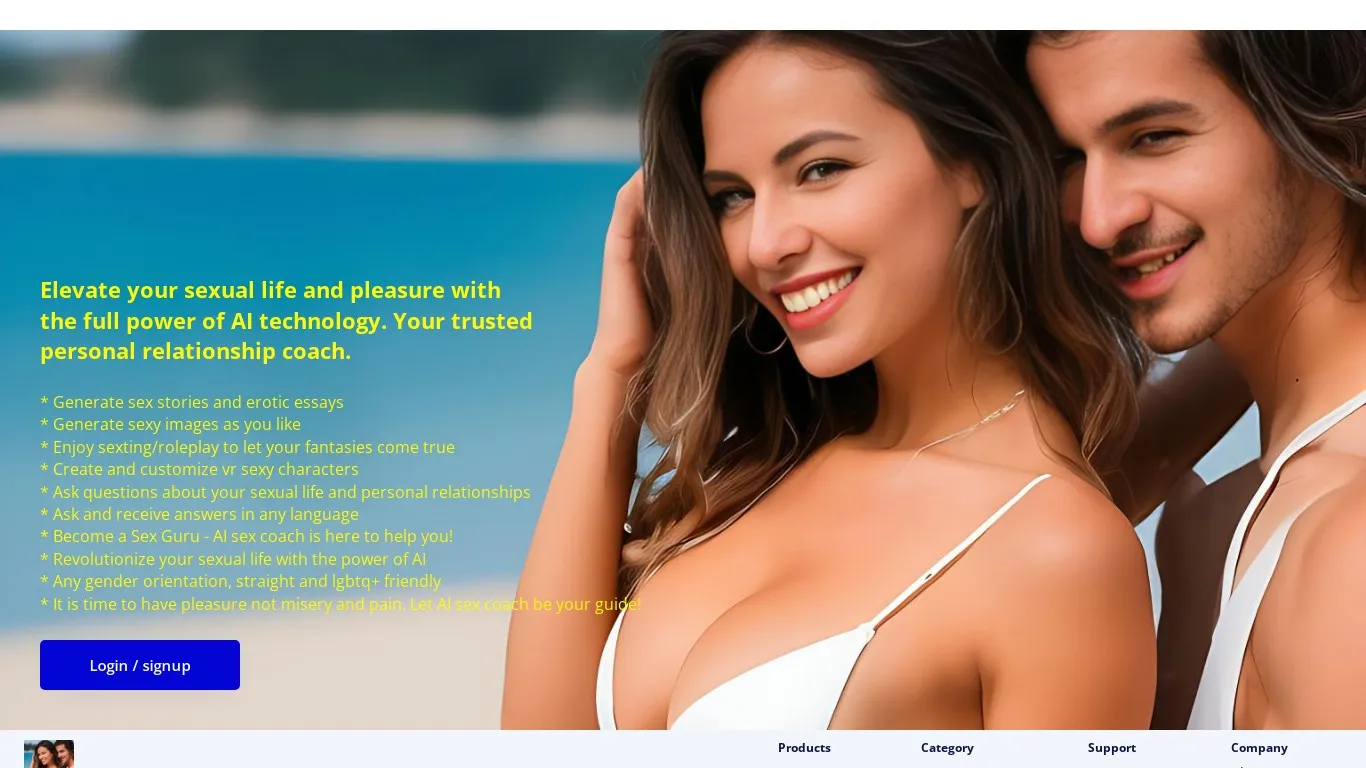 Elevate your sexual life and pleasure with
the full power of AI technology. Your trusted
personal relationship coach.
* Generate sex stories and erotic essays
* Generate sexy images as you like
* Enjoy sexting/roleplay to let your fantasies come true
* Create and customize vr sexy characters
* Ask questions about your sexual life and personal relationships
* Ask and receive answers in any language
* Become a Sex Guru - AI sex coach is here to help you!
* Revolutionize your sexual life with the power of AI
* Any gender orientation, straight and lgbtq+ friendly
* It is time to have pleasure not misery and pain. Let AI sex coach be your guide!
Login / signup
Products Category Support Company